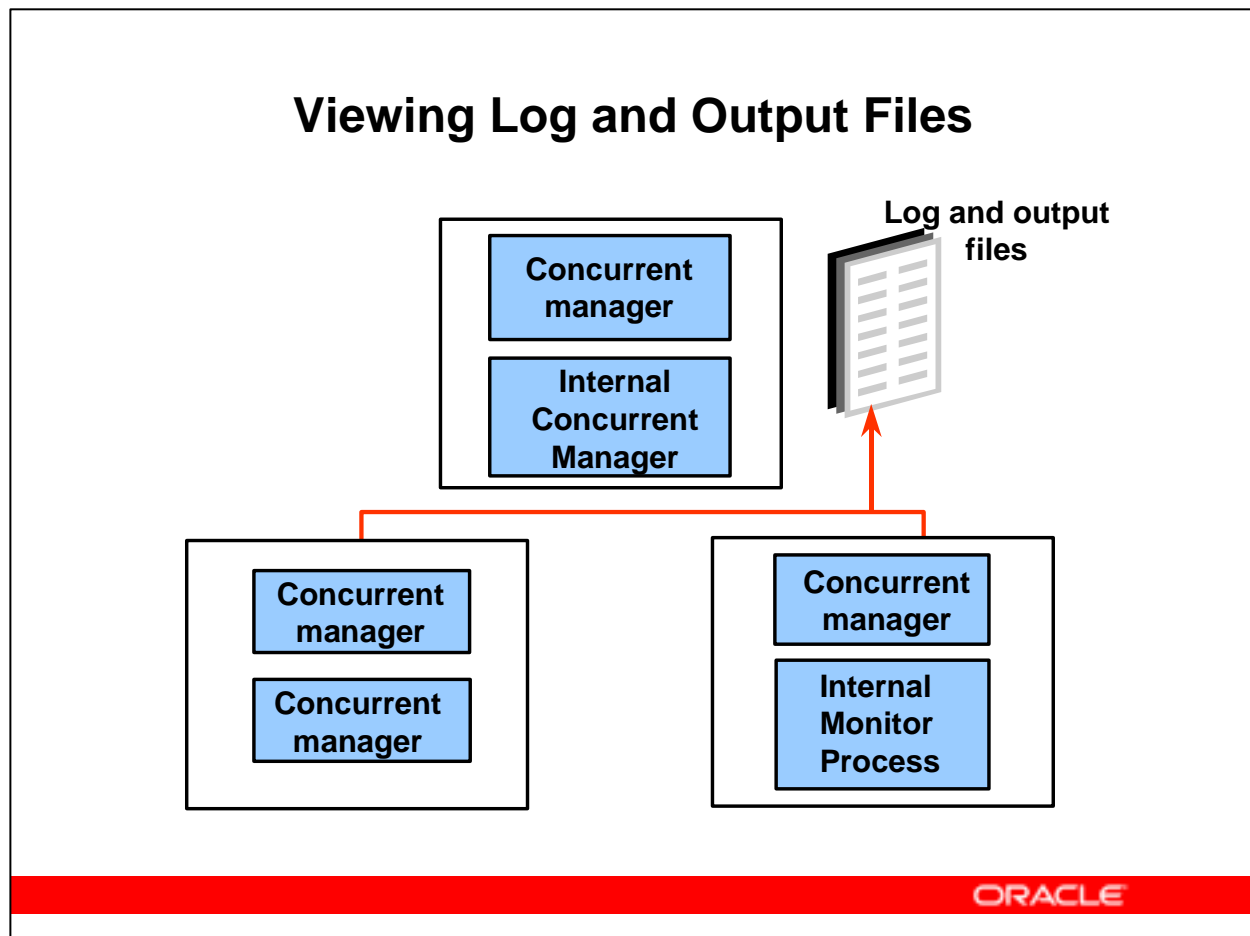 Viewing Log and Output Files
Log and output
files
Concurrent
manager
Internal
Concurrent
Manager
Concurrent
manager
Concurrent
manager
Concurrent
manager
Internal
Monitor
Process
ORACLE